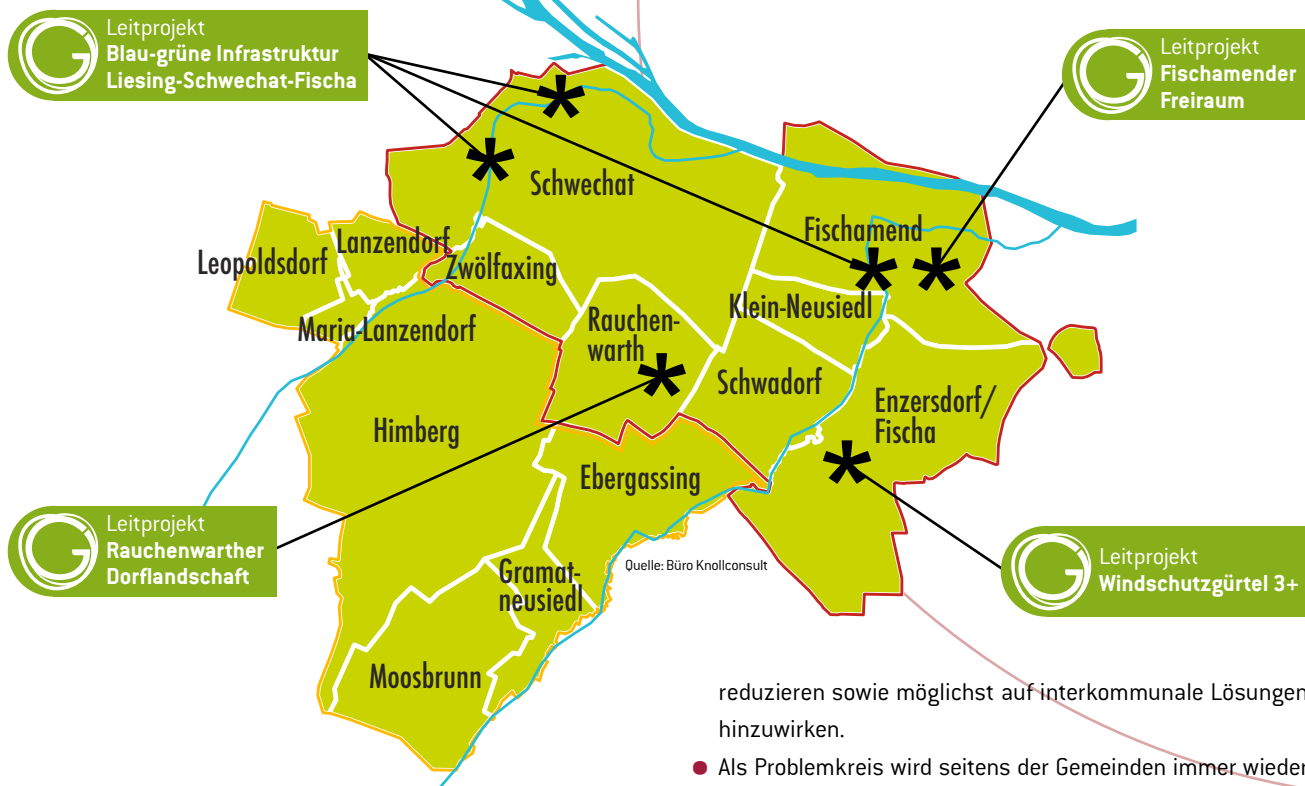 Leitprojekt
Blau-grüne Infrastruktur
Liesing-Schwechat-Fischa
Leitprojekt
Fischamender
Freiraum
Schwechat
Fischamend
Leopoldsdorf
Lanzendorf
Zwölfaxing
Maria-Lanzendorf
Rauchen-
warth
Klein-Neusiedl
Schwadorf
Himberg
Enzersdorf/
Fischa
Ebergassing
Leitprojekt
Rauchenwarther
Dorflandschaft
Gramat-
neusiedl
Quelle: Büro Knollconsult
Leitprojekt
Windschutzgürtel 3+
Moosbrunn
reduzieren sowie möglichst auf interkommunale Lösungen
hinzuwirken.
Als Problemkreis wird seitens der Gemeinden immer wieder